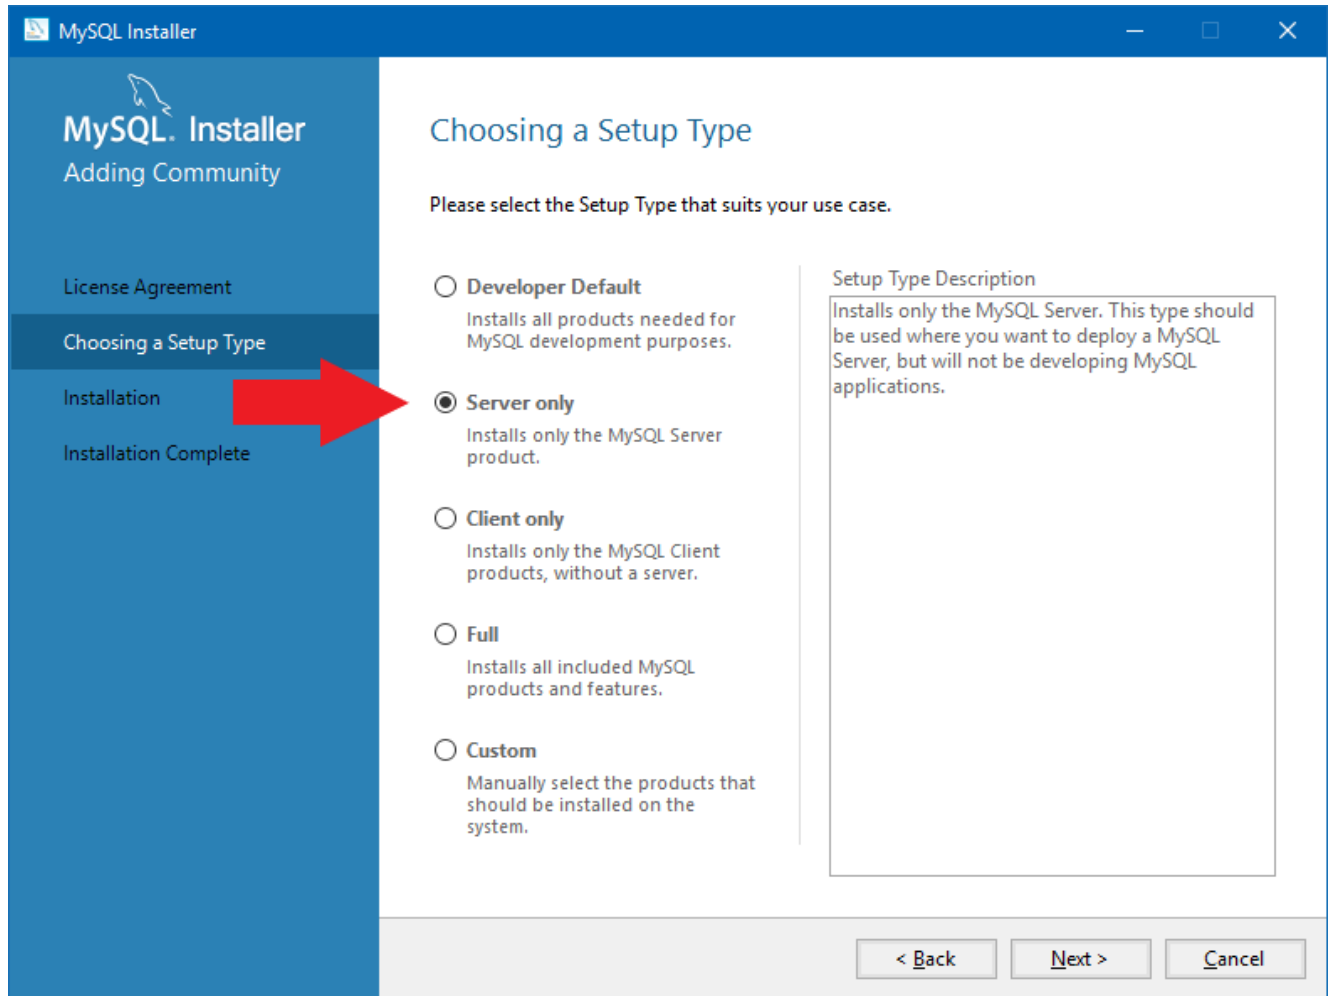 MySQL Installer
MySQL. Installer
Adding Community
License Agreement
Choosing a Setup Type
Installation
Installation Complete
Choosing a Setup Type
Please select the Setup Type that suits your use case.
Developer Default
Installs all products needed for
MySQL development purposes.
Server only
Installs only the MySQL Server
product.
Client only
Installs only the MySQL Client
products, without a server.
Full
Installs all included MySQL
products and features.
Custom
Manually select the products that
should be installed on the
system.
Setup Type Description
Installs only the MySQL Server. This type should
be used where you want to deploy a MySQL
Server, but will not be developing MySQL
applications.
< Back
Next >
Cancel